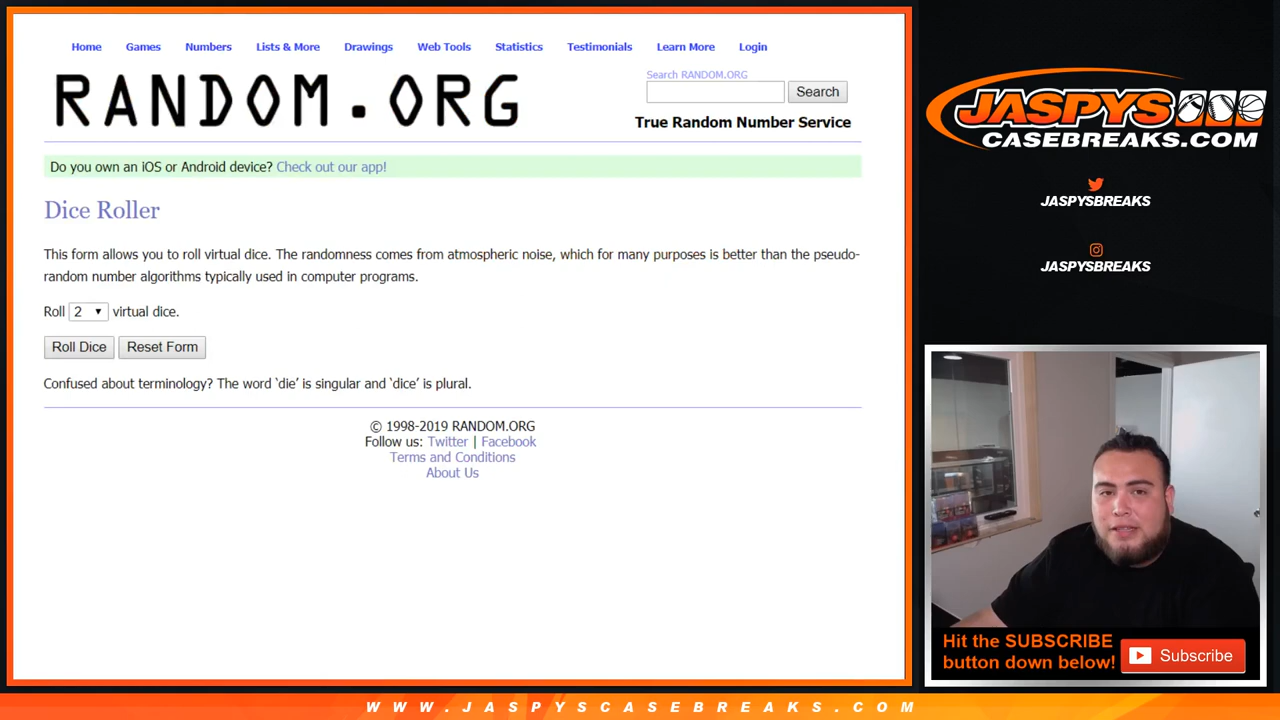 Home Games Numbers Lists & More Drawings Web Tools Statistics Testimonials Learn More Login
RANDOM.ORG
Search RANDOM.ORG
Search
True Random Number Service
Do you own an iOS or Android device? Check out our app!
Dice Roller
This form allows you to roll virtual dice. The randomness comes from atmospheric noise, which for many purposes is better than the pseudo-
random number algorithms typically used in computer programs.
Roll 2 virtual dice.
Roll Dice Reset Form
Confused about terminology? The word ‘die’ is singular and ‘dice’ is plural.
© 1998-2019 RANDOM.ORG
Follow us: Twitter | Facebook
Terms and Conditions
About Us
JASPYS
CASEBREAKS.COM
JASPYSBREAKS
JASPYSBREAKS
Hit the SUBSCRIBE
button down below!
Subscribe
WWW.JASPYSCASEBREAKS.COM